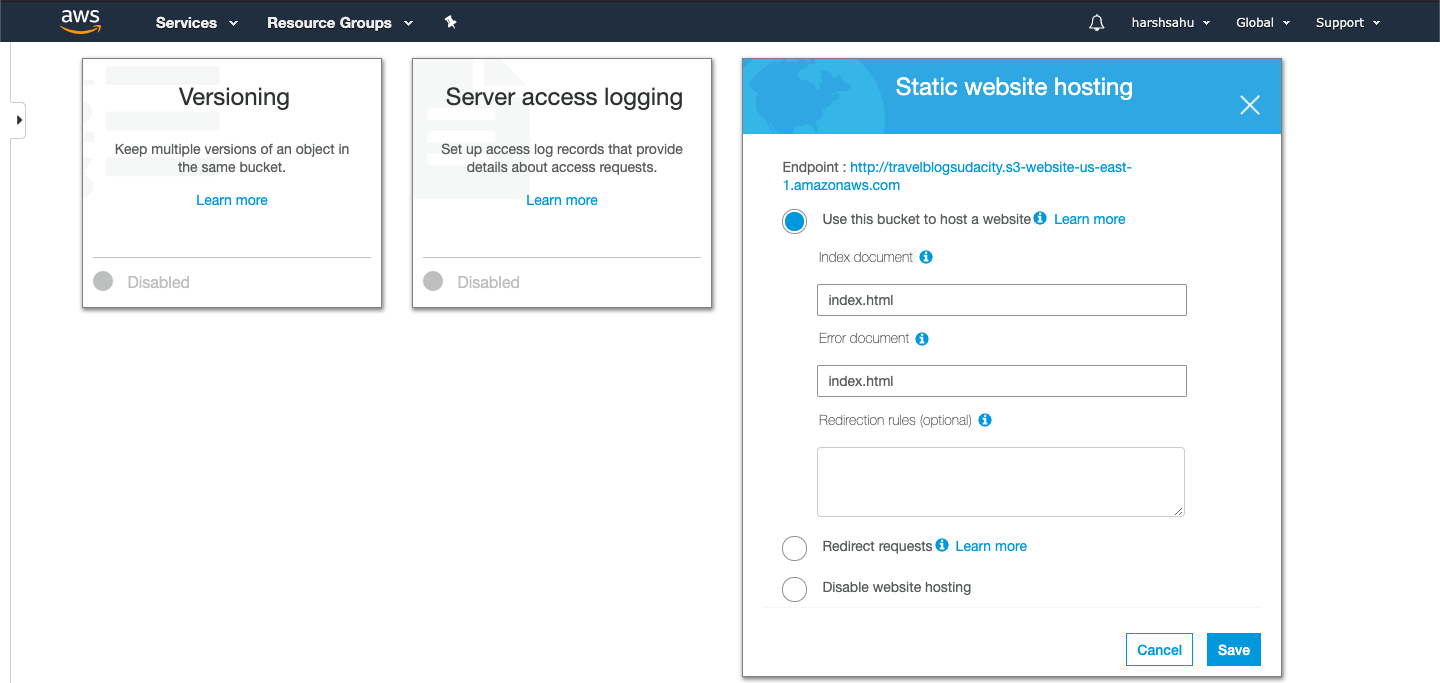 aws
Services
Resource Groups
harshsahu
Global
Support
Versioning
Keep multiple versions of an object in
the same bucket.
Learn more
Disabled
Server access logging
Set up access log records that provide
details about access requests.
Learn more
Disabled
Static website hosting
Endpoint : http://travelblogsudacity.s3-website-us-east-
1.amazonaws.com
Use this bucket to host a website Learn more
Index document
index.html
Error document
index.html
Redirection rules (optional)
Redirect requests Learn more
Disable website hosting
Cancel
Save